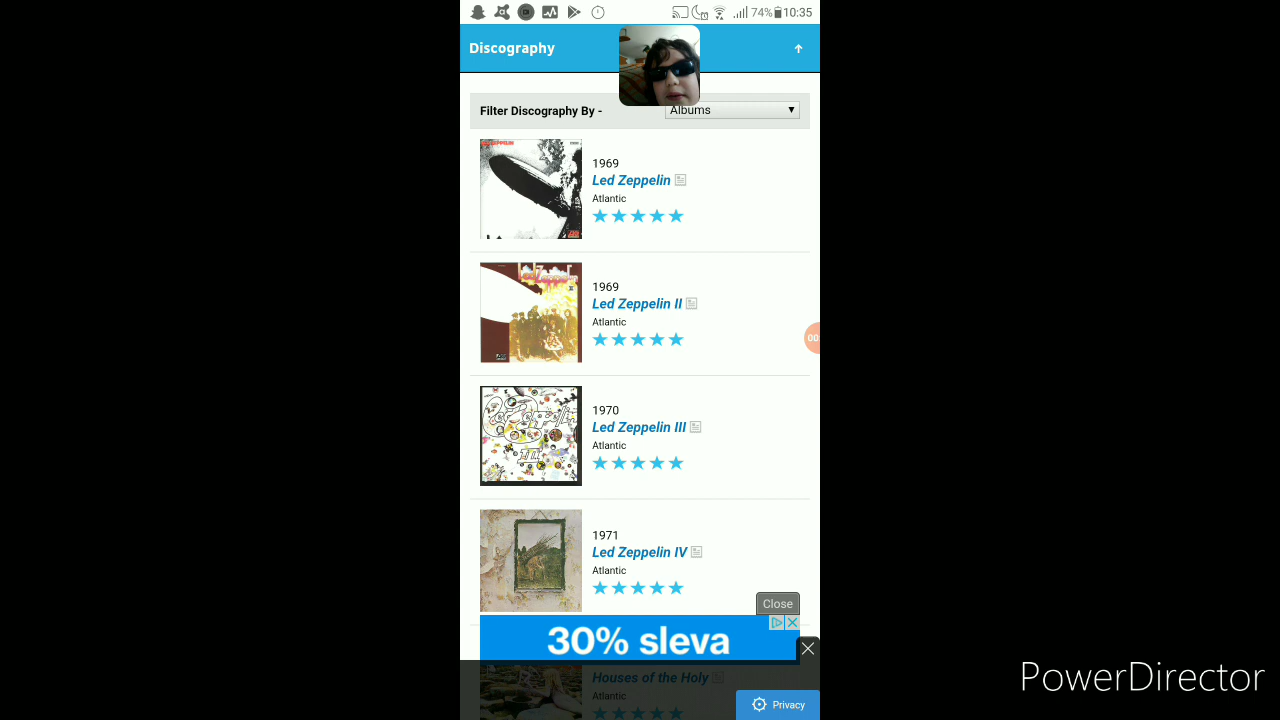 74% 10:35
Discography
Filter Discography By -
Albums
1969
Led Zeppelin
Atlantic
1969
Led Zeppelin II
Atlantic
00
1970
Led Zeppelin III
Atlantic
1971
Led Zeppelin IV
Atlantic
Close
30% sleva
Houses of the Holy
Atlantic
Privacy
PowerDirector